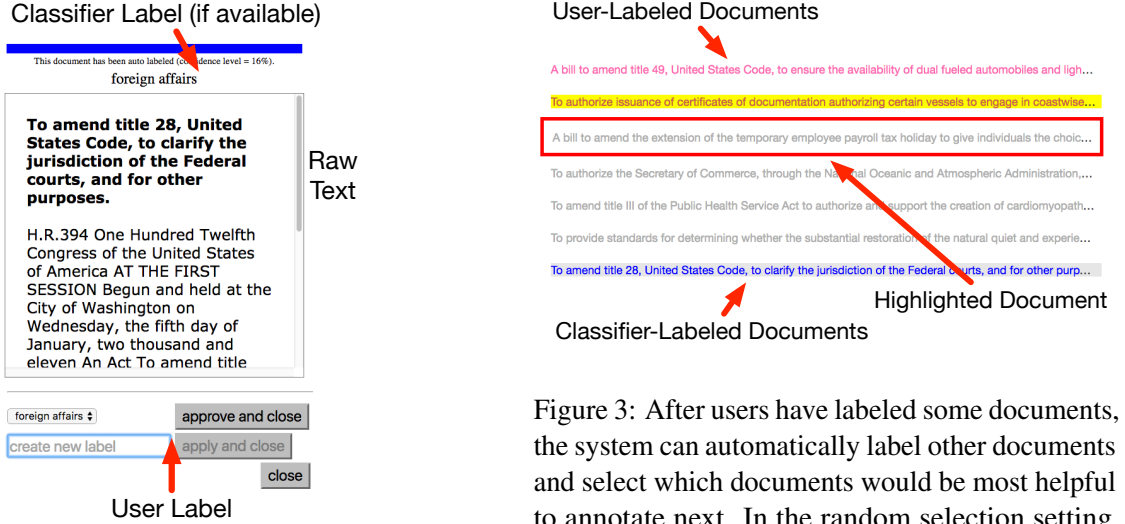 Classifier Label (if available)
This document has been auto labeled (confidence level = 16%).
foreign affairs
To amend title 28, United
States Code, to clarify the
jurisdiction of the Federal
courts, and for other
purposes.
H.R.394 One Hundred Twelfth
Congress of the United States
of America AT THE FIRST
SESSION Begun and held at the
City of Washington on
Wednesday, the fifth day of
January, two thousand and
eleven An Act To amend title
Raw
Text
foreign affairs
approve and close
create new label
apply and close
close
User Label
User-Labeled Documents
A bill to amend title 49, United States Code, to ensure the availability of dual fueled automobiles and ligh...
To authorize issuance of certificates of documentation authorizing certain vessels to engage in coastwise...
A bill to amend the extension of the temporary employee payroll tax holiday to give individuals the choic...
To authorize the Secretary of Commerce, through the National Oceanic and Atmospheric Administration,...
To amend title III of the Public Health Service Act to authorize and support the creation of cardiomyopath...
To provide standards for determining whether the substantial restoration of the natural quiet and experie...
To amend title 28, United States Code, to clarify the jurisdiction of the Federal courts, and for other purp...
Highlighted Document
Classifier-Labeled Documents
Figure 3: After users have labeled some documents,
the system can automatically label other documents
and select which documents would be most helpful
to annotate next. In the random selection setting,